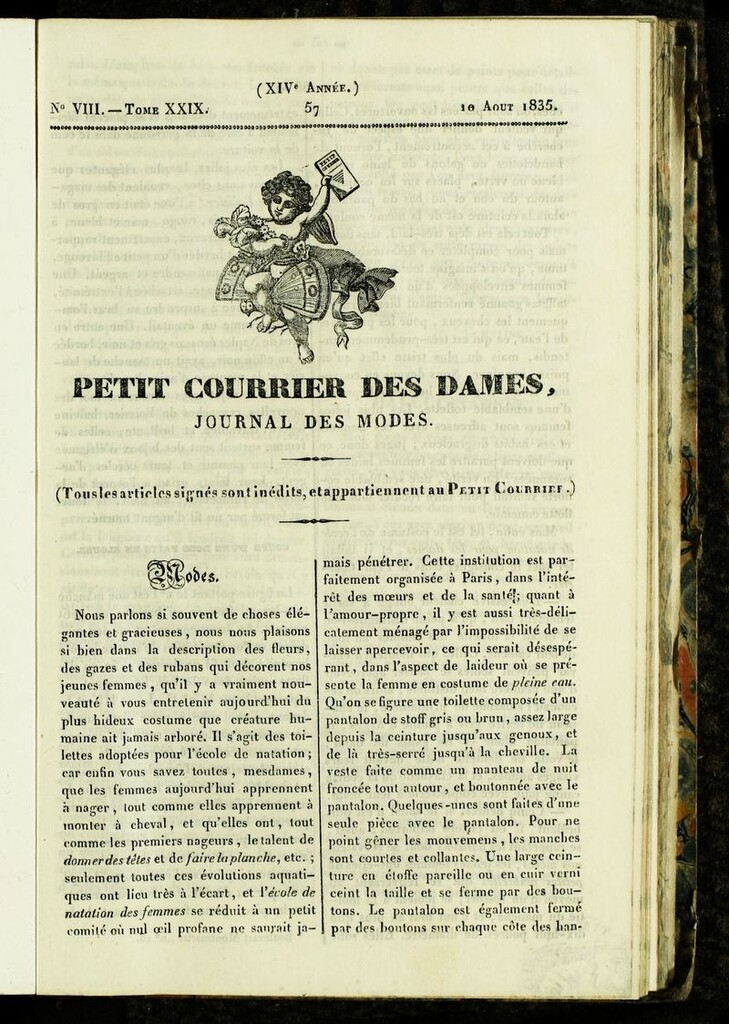 (XIVe Année.)
No VIII. — Tome XXIX. 57 10 Aout 1835.
PETIT COURRIER DES DAMES,
JOURNAL DES MODES.
(Tous les articles signés sont inédits, et appartiennent au Petit Courrier.)
Modes.
Nous parlons si souvent de choses élé-
gantes et gracieuses, nous nous plaisons
si bien dans la description des fleurs,
des gazes et des rubans qui décorent nos
jeunes femmes, qu'il y a vraiment nou-
veauté à vous entretenir aujourd'hui du
plus hideux costume que créature hu-
maine ait jamais arboré. Il s'agit des toi-
lettes adoptées pour l'école de natation;
car enfin vous savez toutes, mesdames,
que les femmes aujourd'hui apprennent
à nager, tout comme elles apprennent à
monter à cheval, et qu'elles ont, tout
comme les premiers nageurs, le talent de
donner des têtes et de faire la planche, etc. ;
seulement toutes ces évolutions aquati-
ques ont lieu très à l'écart, et l'école de
natation des femmes se réduit à un petit
comité où nul œil profane ne saurait ja-
mais pénétrer. Cette institution est par-
faitement organisée à Paris, dans l'inté-
rêt des mœurs et de la santé; quant à
l'amour-propre, il y est aussi très-déli-
catement ménagé par l'impossibilité de se
laisser apercevoir, ce qui serait désespé-
rant, dans l'aspect de laideur où se pré-
sente la femme en costume de pleine eau.
Qu'on se figure une toilette composée d'un
pantalon de stoff gris ou brun, assez large
depuis la ceinture jusqu'aux genoux, et
de là très-serré jusqu'à la cheville. La
veste faite comme un manteau de nuit
froncée tout autour, et boutonnée avec le
pantalon. Quelques-unes sont faites d'une
seule pièce avec le pantalon. Pour ne
point gêner les mouvemens, les manches
sont courtes et collantes. Une large cein-
ture en étoffe pareille ou en cuir verni
ceint la taille et se ferme par des bou-
tons. Le pantalon est également fermé
par des boutons sur chaque côte des han-